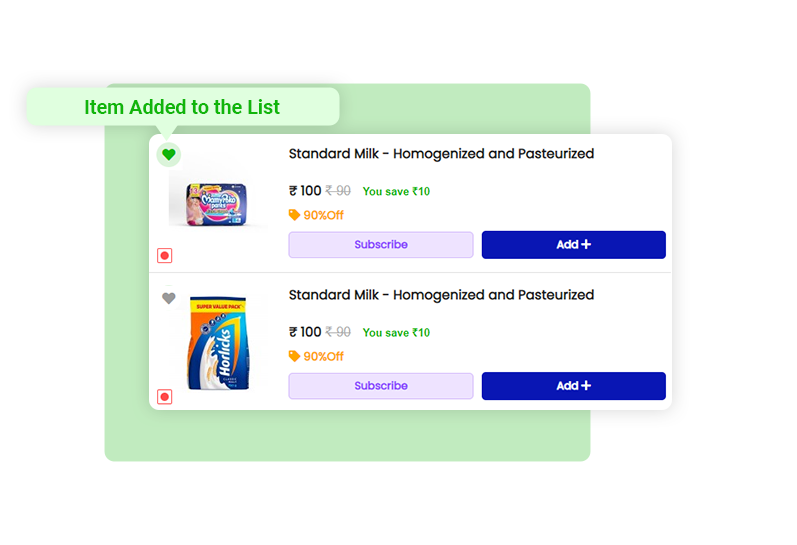 Item Added to the List
Standard Milk - Homogenized and Pasteurized
₹ 100 ₹ 90 You save ₹10
90%Off
Subscribe
Add +
MamyPoko
pants
Standard Milk - Homogenized and Pasteurized
₹ 100 ₹ 90 You save ₹10
90%Off
Subscribe
Add +
SUPER VALUE PACK
Horlicks
CLASSIC
MALT